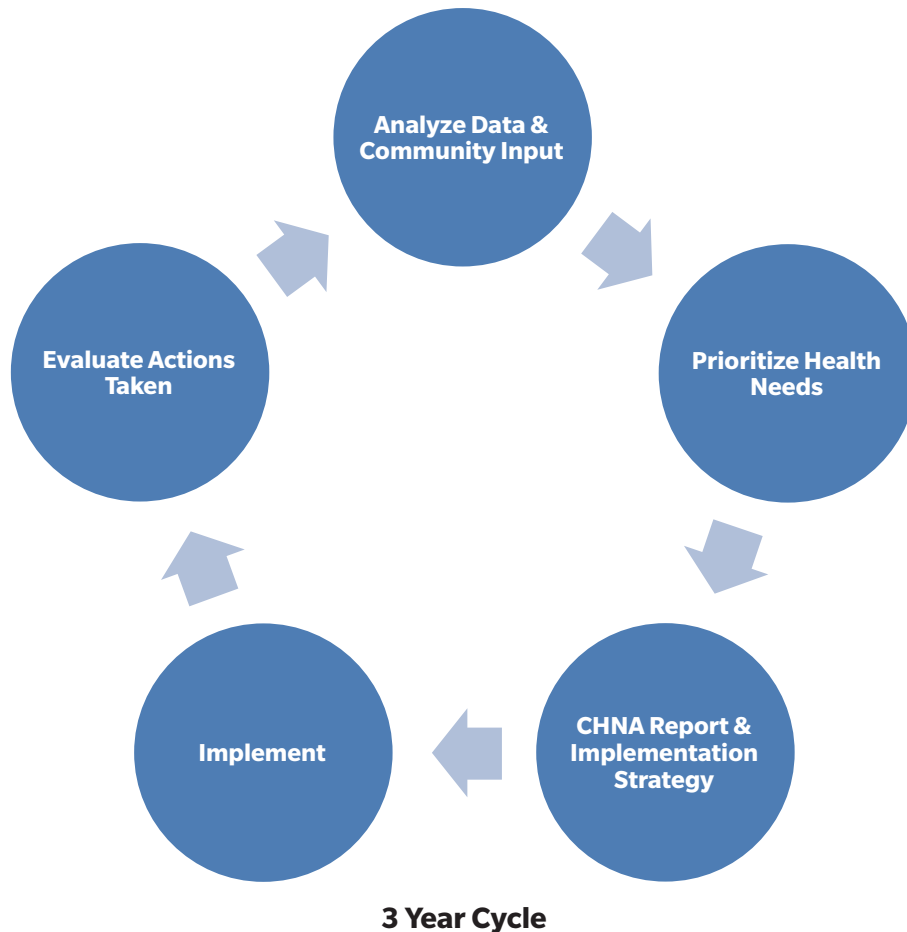 Analyze Data &
Community Input
Prioritize Health
Needs
CHNA Report &
Implementation
Strategy
Implement
Evaluate Actions
Taken
3 Year Cycle